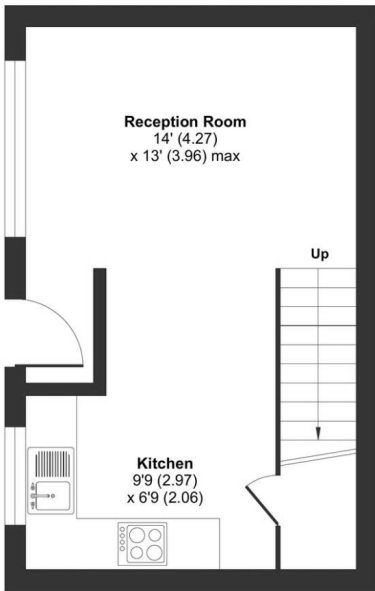 Reception Room
14' (4.27)
x 13' (3.96) max
Up
Kitchen
9'9 (2.97)
x 6'9 (2.06)